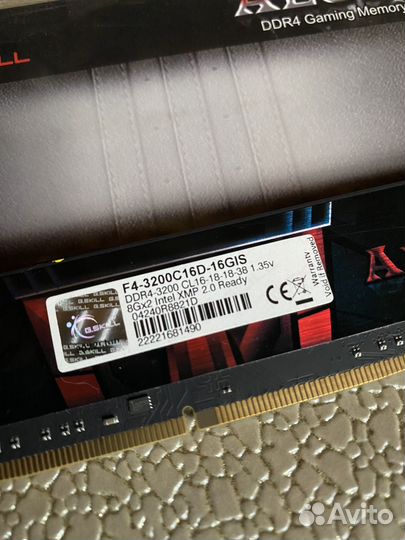 DDR4 Gaming Memory
F4-3200C16D-16GIS
DDR4-3200 CL16-18-18-38 1.35v
8Gx2 Intel XMP 2.0 Ready
04240R8821D
22221681490
Warranty
Void if Removed
CE
G.SKILL
Avito